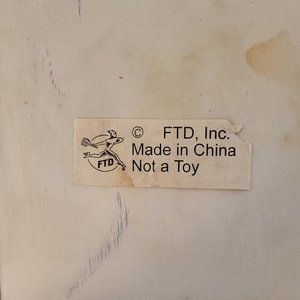 © FTD, Inc.
Made in China
Not a Toy
FTD